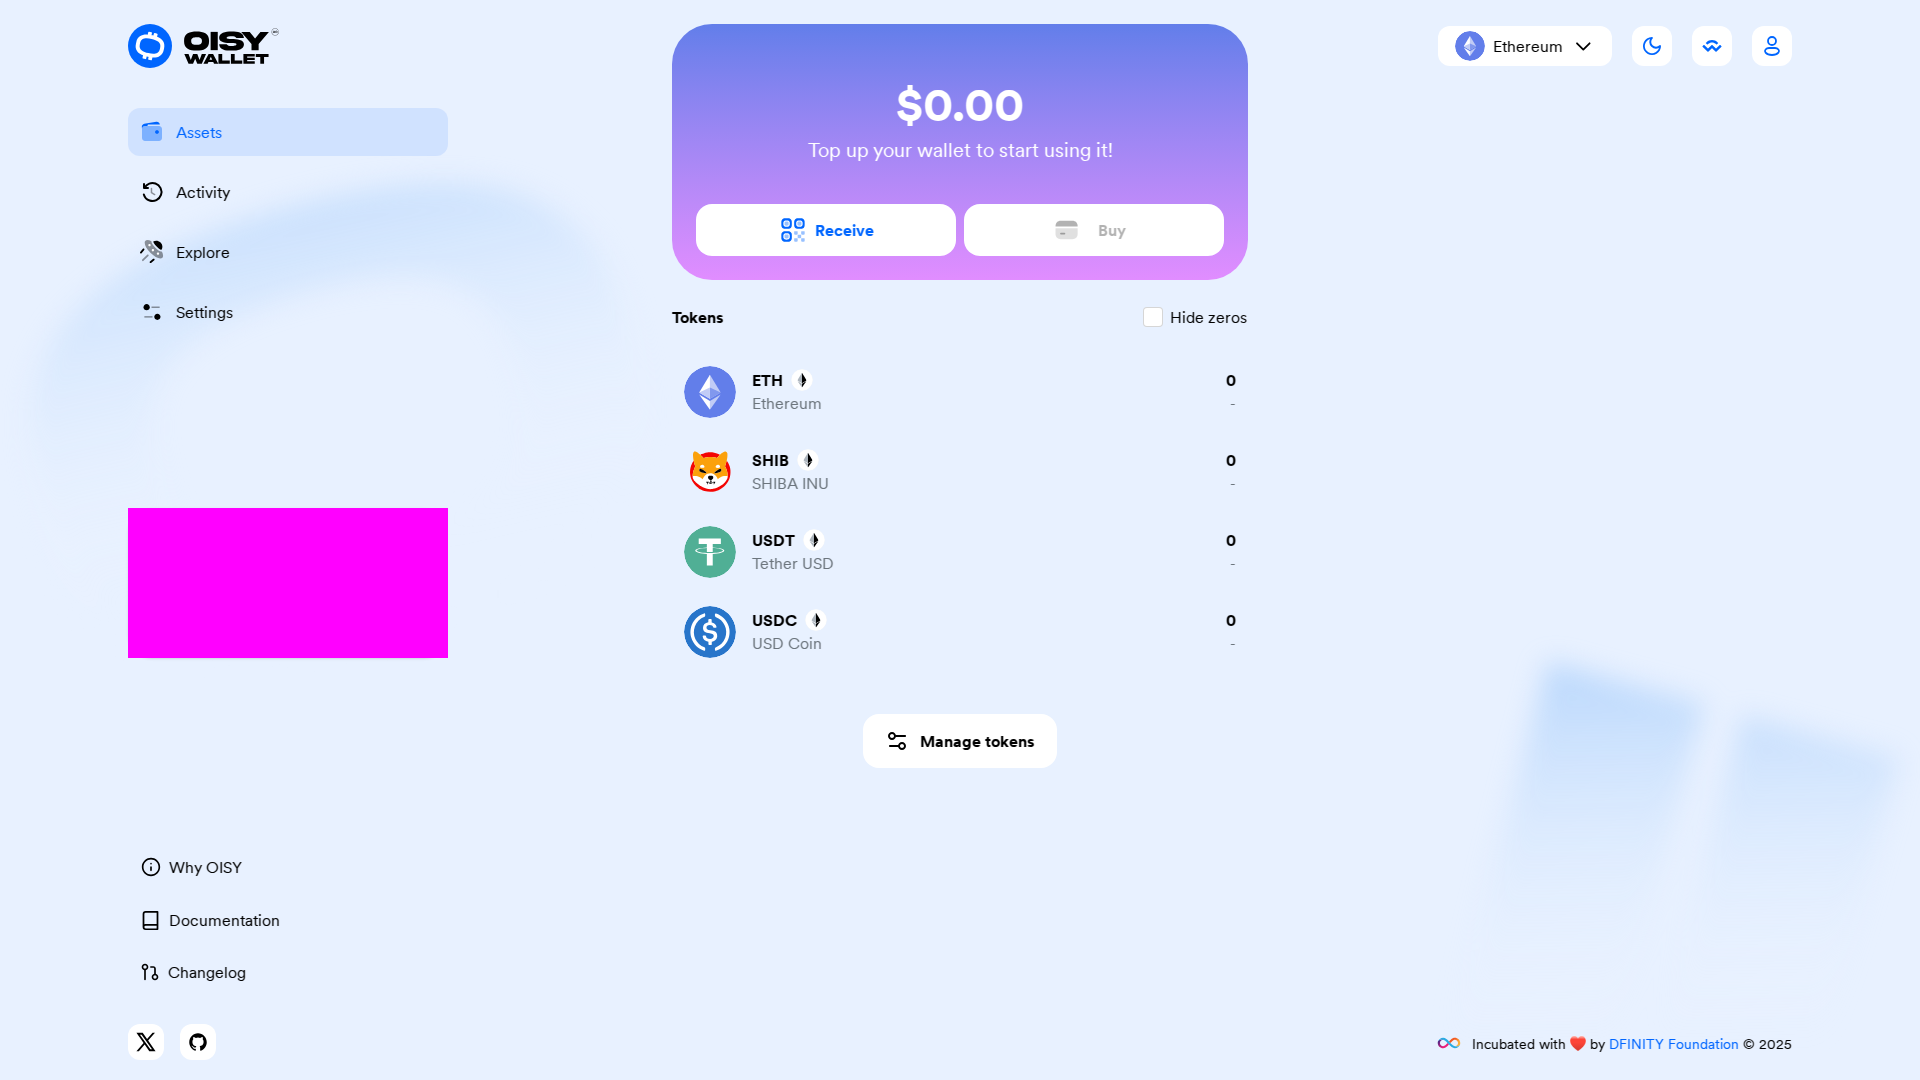 OISY
WALLET
Assets
Activity
Explore
Settings
$0.00
Top up your wallet to start using it!
Receive
Buy
Ethereum
Tokens
Hide zeros
ETH
0
Ethereum
-
SHIB
0
SHIBA INU
-
USDT
0
Tether USD
-
USDC
0
USD Coin
-
Manage tokens
Why OISY
Documentation
Changelog
Incubated with ❤️ by DFINITY Foundation © 2025